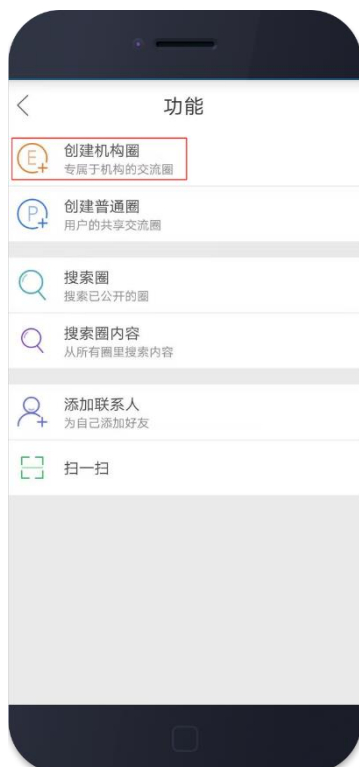 功能
创建机构圈
专属于机构的交流圈
创建普通圈
用户的共享交流圈
搜索圈
搜索已公开的圈
搜索圈内容
从所有圈里搜索内容
添加联系人
为自己添加好友
扫一扫